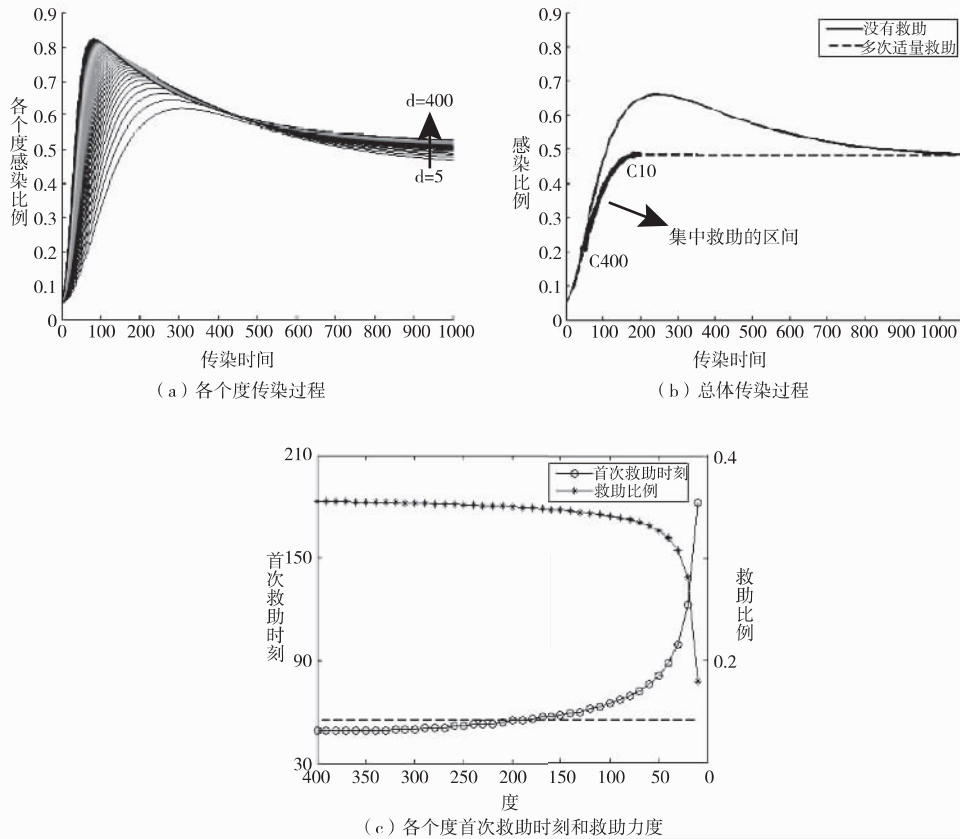 0.9
0.8
0.7
0.6
0.5
0.4
0.3
0.2
0.1
0
各个度感染比例
d=400
d=5
0 100 200 300 400 500 600 700 800 900 1000
传染时间
（a）各个度传染过程
0.9
0.8
0.7
0.6
0.5
0.4
0.3
0.2
0.1
0
感染比例
没有救助
多次适量救助
C10
集中救助的区间
C400
0 100 200 300 400 500 600 700 800 900 1000
传染时间
（b）总体传染过程
210
150
90
30
首次救助时刻
首次救助时刻
救助比例
0.4
0.2
救助比例
400 350 300 250 200 150 100 50 0
度
（c）各个度首次救助时刻和救助力度